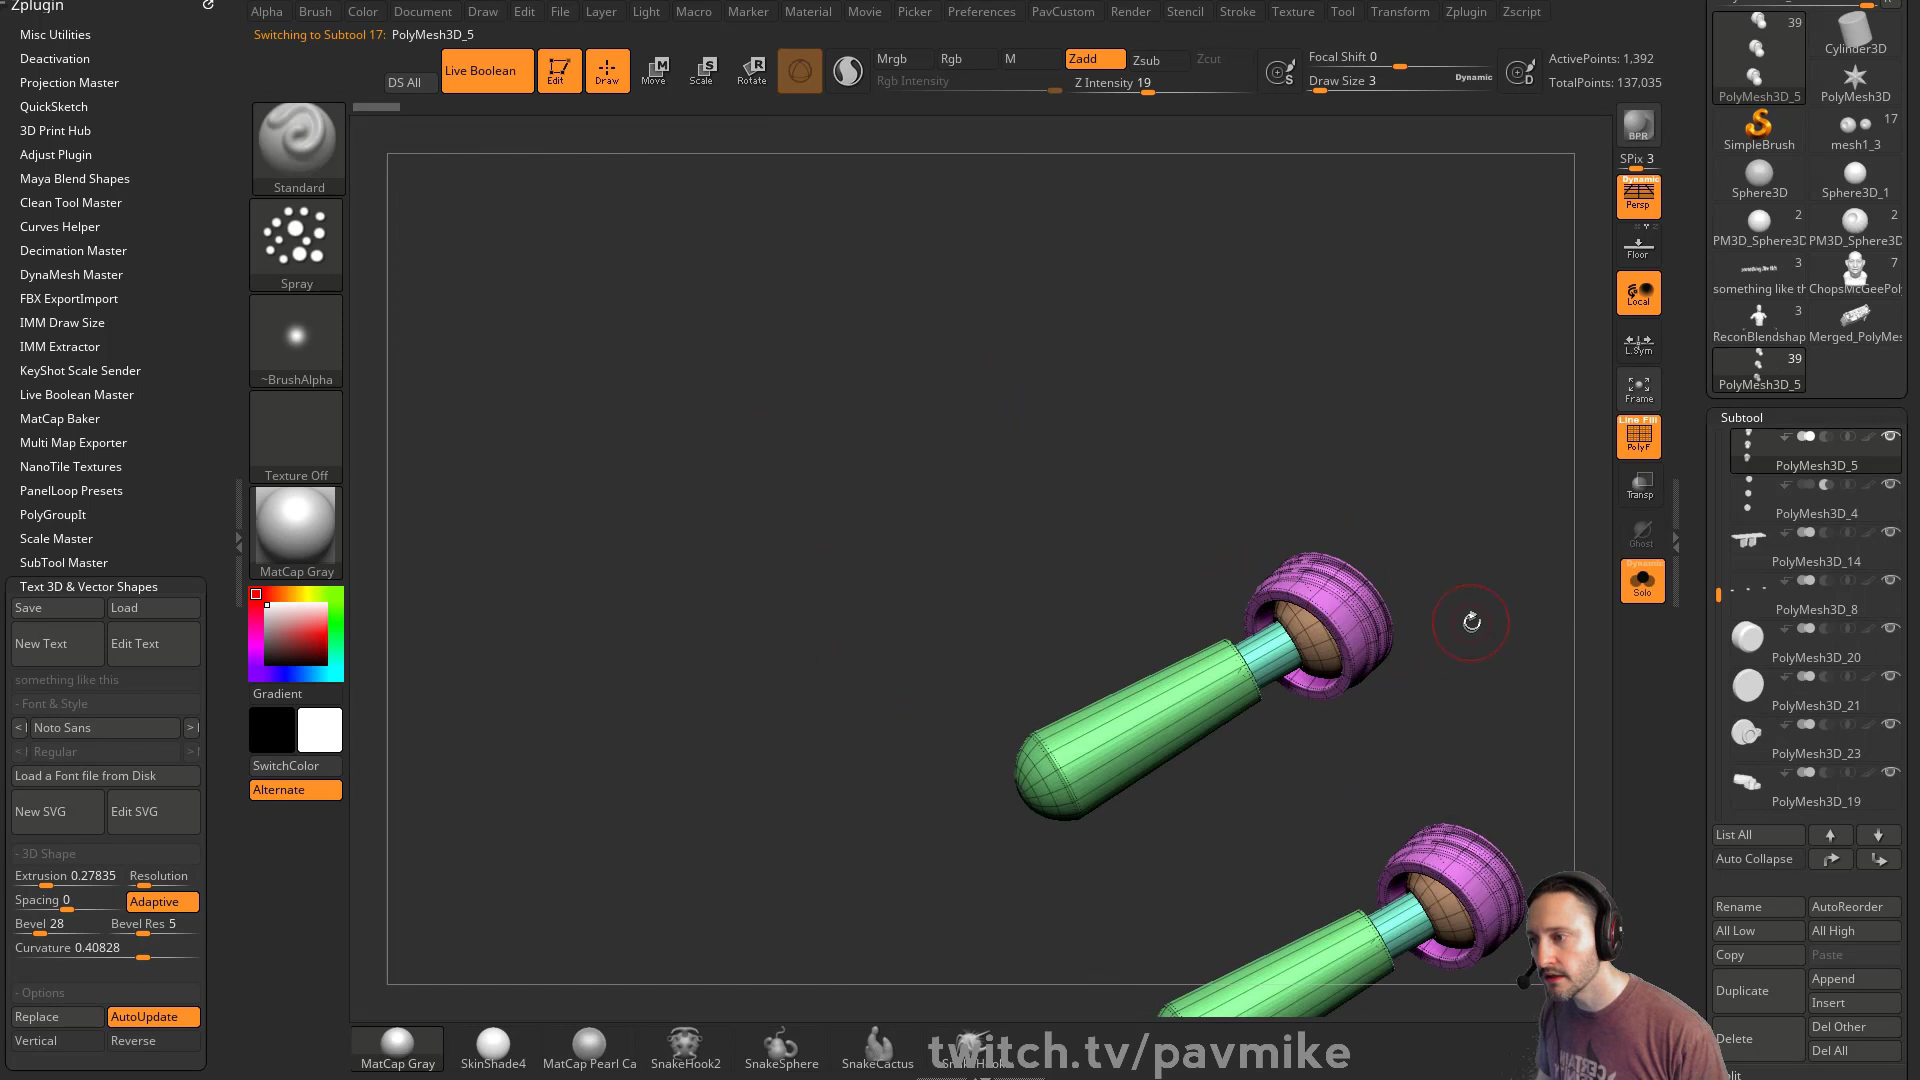 Zplugin
Alpha Brush Color Document Draw Edit File Layer Light Macro Marker Material Movie Picker Preferences PavCustom Render Stencil Stroke Texture Tool Transform Zplugin Zscript
Switching to Subtool 17: PolyMesh3D_5
Misc Utilities
Deactivation
Projection Master
QuickSketch
3D Print Hub
Adjust Plugin
Maya Blend Shapes
Clean Tool Master
Curves Helper
Decimation Master
DynaMesh Master
FBX ExportImport
IMM Draw Size
IMM Extractor
KeyShot Scale Sender
Live Boolean Master
MatCap Baker
Multi Map Exporter
NanoTile Textures
PanelLoop Presets
PolyGroupIt
Scale Master
SubTool Master
Text 3D & Vector Shapes
Save Load
New Text Edit Text
something like this
- Font & Style
Noto Sans
Regular
Load a Font file from Disk
New SVG Edit SVG
- 3D Shape
Extrusion 0.27835 Resolution
Spacing 0 Adaptive
Bevel 28 Bevel Res 5
Curvature 0.40828
- Options
Replace AutoUpdate
Vertical Reverse
DS All Live Boolean Edit Draw Move Scale Rotate
Mrgb Rgb M Zadd Zsub Zcut
Rgb Intensity Z Intensity 19
Focal Shift 0
Draw Size 3 Dynamic
ActivePoints: 1,392
TotalPoints: 137,035
Standard
Spray
~BrushAlpha
Texture Off
MatCap Gray
Gradient
SwitchColor
Alternate
BPR
SPix 3
Dynamic
Persp
Floor
Local
L.Sym
Frame
Line Fill
PolyF
Transp
Ghost
Dynamic
Solo
39 Cylinder3D
PolyMesh3D_5 PolyMesh3D
17
SimpleBrush mesh1_3
Sphere3D Sphere3D_1
2 2
PM3D_Sphere3D PM3D_Sphere3D
3 7
something like th ChopsMcGeePol
3
ReconBlendshap Merged_PolyMes
39
PolyMesh3D_5
Subtool
PolyMesh3D_5
PolyMesh3D_4
PolyMesh3D_14
PolyMesh3D_8
PolyMesh3D_20
PolyMesh3D_21
PolyMesh3D_23
PolyMesh3D_19
List All
Auto Collapse
Rename AutoReorder
All Low All High
Copy Paste
Duplicate Append
Insert
Delete Del Other
Del All
MatCap Gray SkinShade4 MatCap Pearl Ca SnakeHook2 SnakeSphere SnakeCactus
twitch.tv/pavmike